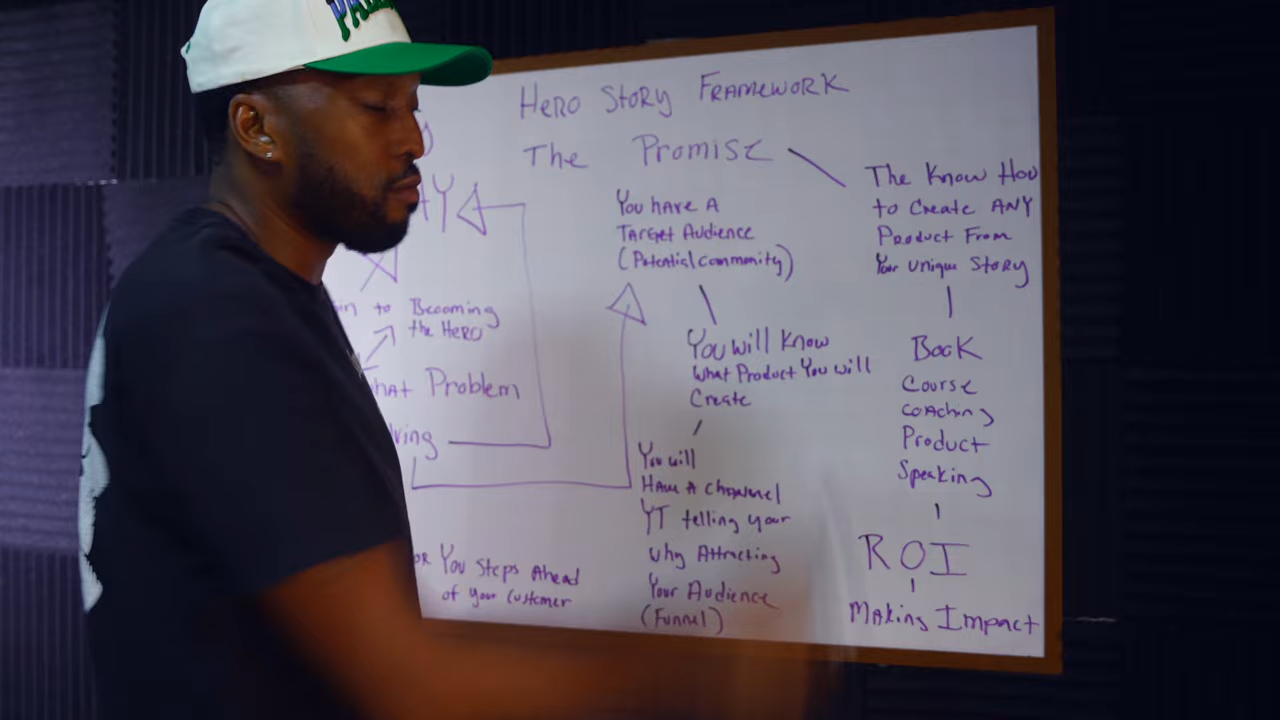 Hero Story Framework
The Promise
You have A
Target Audience
(Potential community)
You will Know
What Product You will
Create
You will
Have A Channel
YT telling your
why Attracting
Your Audience
(Funnel)
The Know How
to Create ANY
Product From
Your Unique Story
Book
Course
Coaching
Product
Speaking
ROI
Making Impact
to Becoming
the Hero
Problem
You Steps Ahead
of your Customer